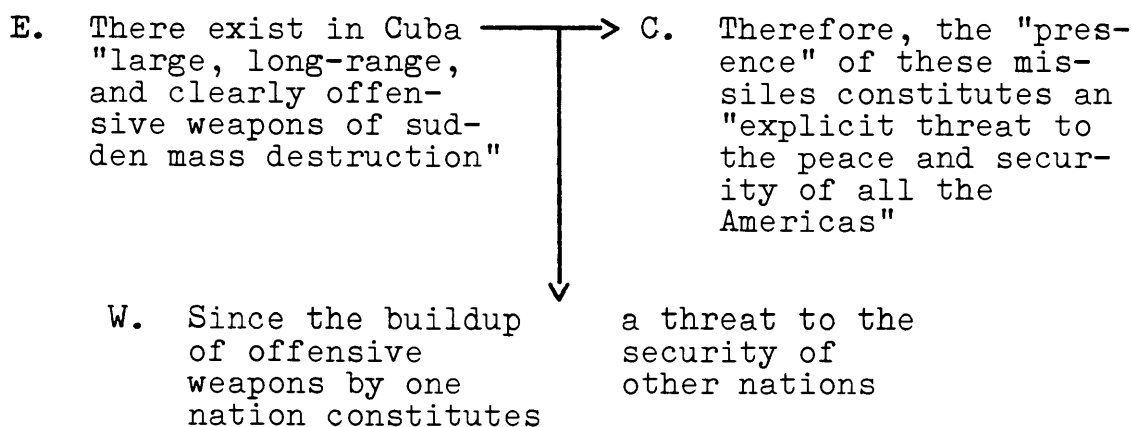 E. There exist in Cuba
"large, long-range,
and clearly offen-
sive weapons of sud-
den mass destruction"
C. Therefore, the "pres-
ence" of these mis-
siles constitutes an
"explicit threat to
the peace and secur-
ity of all the
Americas"
W. Since the buildup
of offensive
weapons by one
nation constitutes
a threat to the
security of
other nations